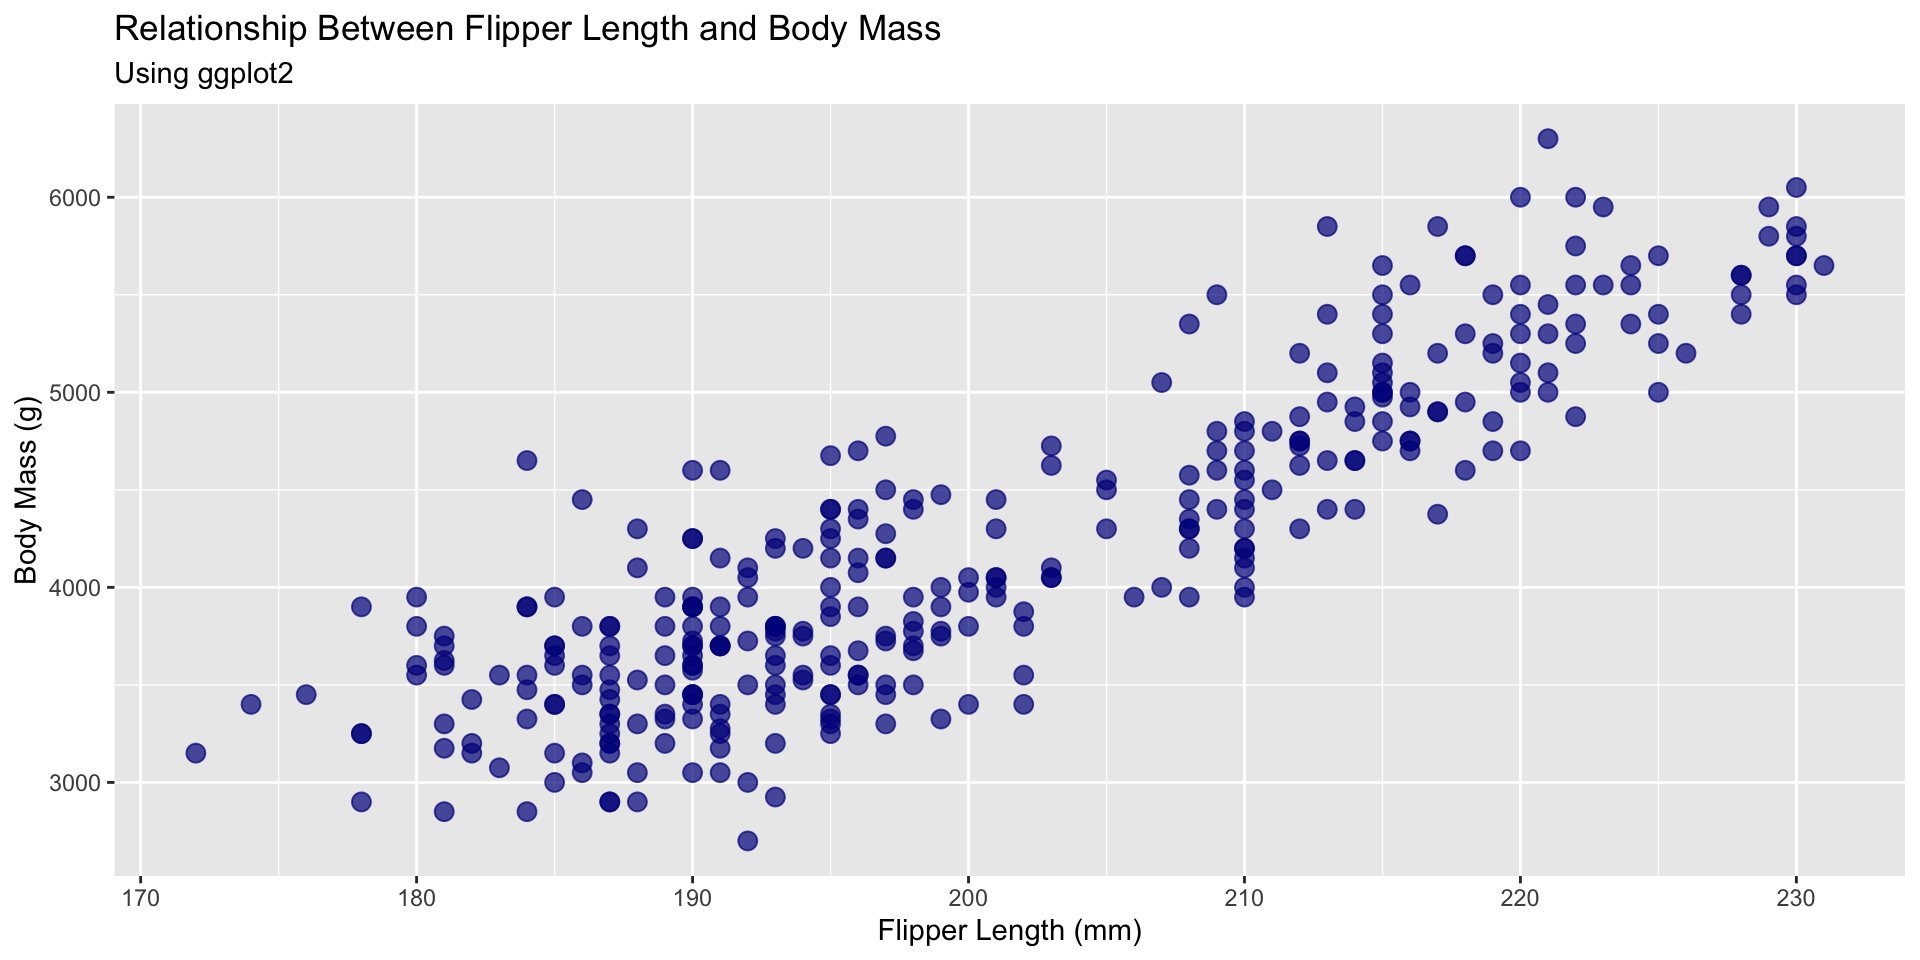 Relationship Between Flipper Length and Body Mass
Using ggplot2
6000
5000
4000
3000
Body Mass (g)
170 180 190 200 210 220 230
Flipper Length (mm)